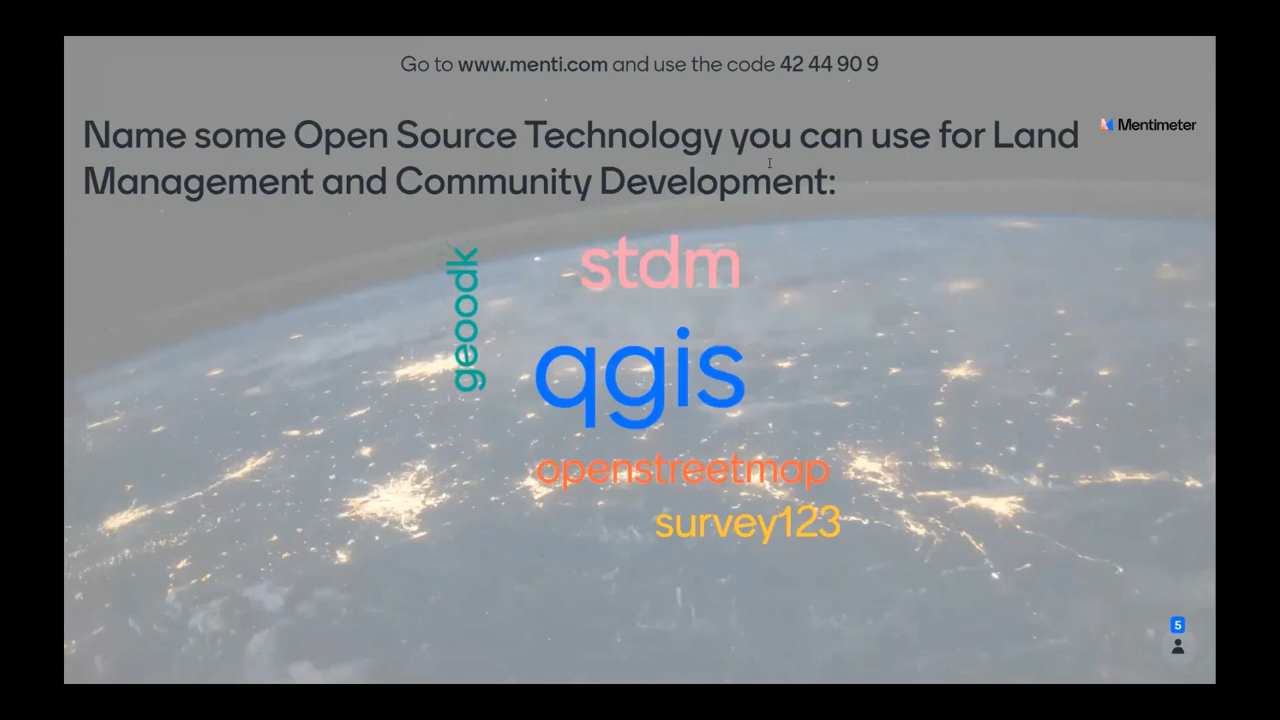 Go to www.menti.com and use the code 42 44 90 9
Name some Open Source Technology you can use for Land
Management and Community Development:
Mentimeter
geoodk
stdm
qgis
openstreetmap
survey123
5